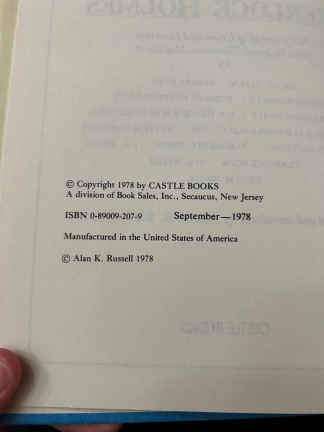 © Copyright 1978 by CASTLE BOOKS
A division of Book Sales, Inc., Secaucus, New Jersey
ISBN 0-89009-207-9 September—1978
Manufactured in the United States of America
© Alan K. Russell 1978